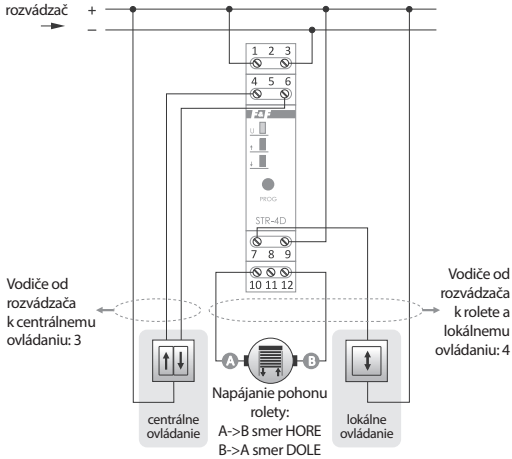 rozvádzač
+
–
1 2 3
4 5 6
F&F
U
↑
↓
PROG
STR-4D
7 8 9
10 11 12
Vodiče od
rozvádzača
k centrálnemu
ovládaniu: 3
Vodiče od
rozvádzača
k rolete a
lokálnemu
ovládaniu: 4
A
B
centrálne
ovládanie
Napájanie pohonu
rolety:
A->B smer HORE
B->A smer DOLE
lokálne
ovládanie